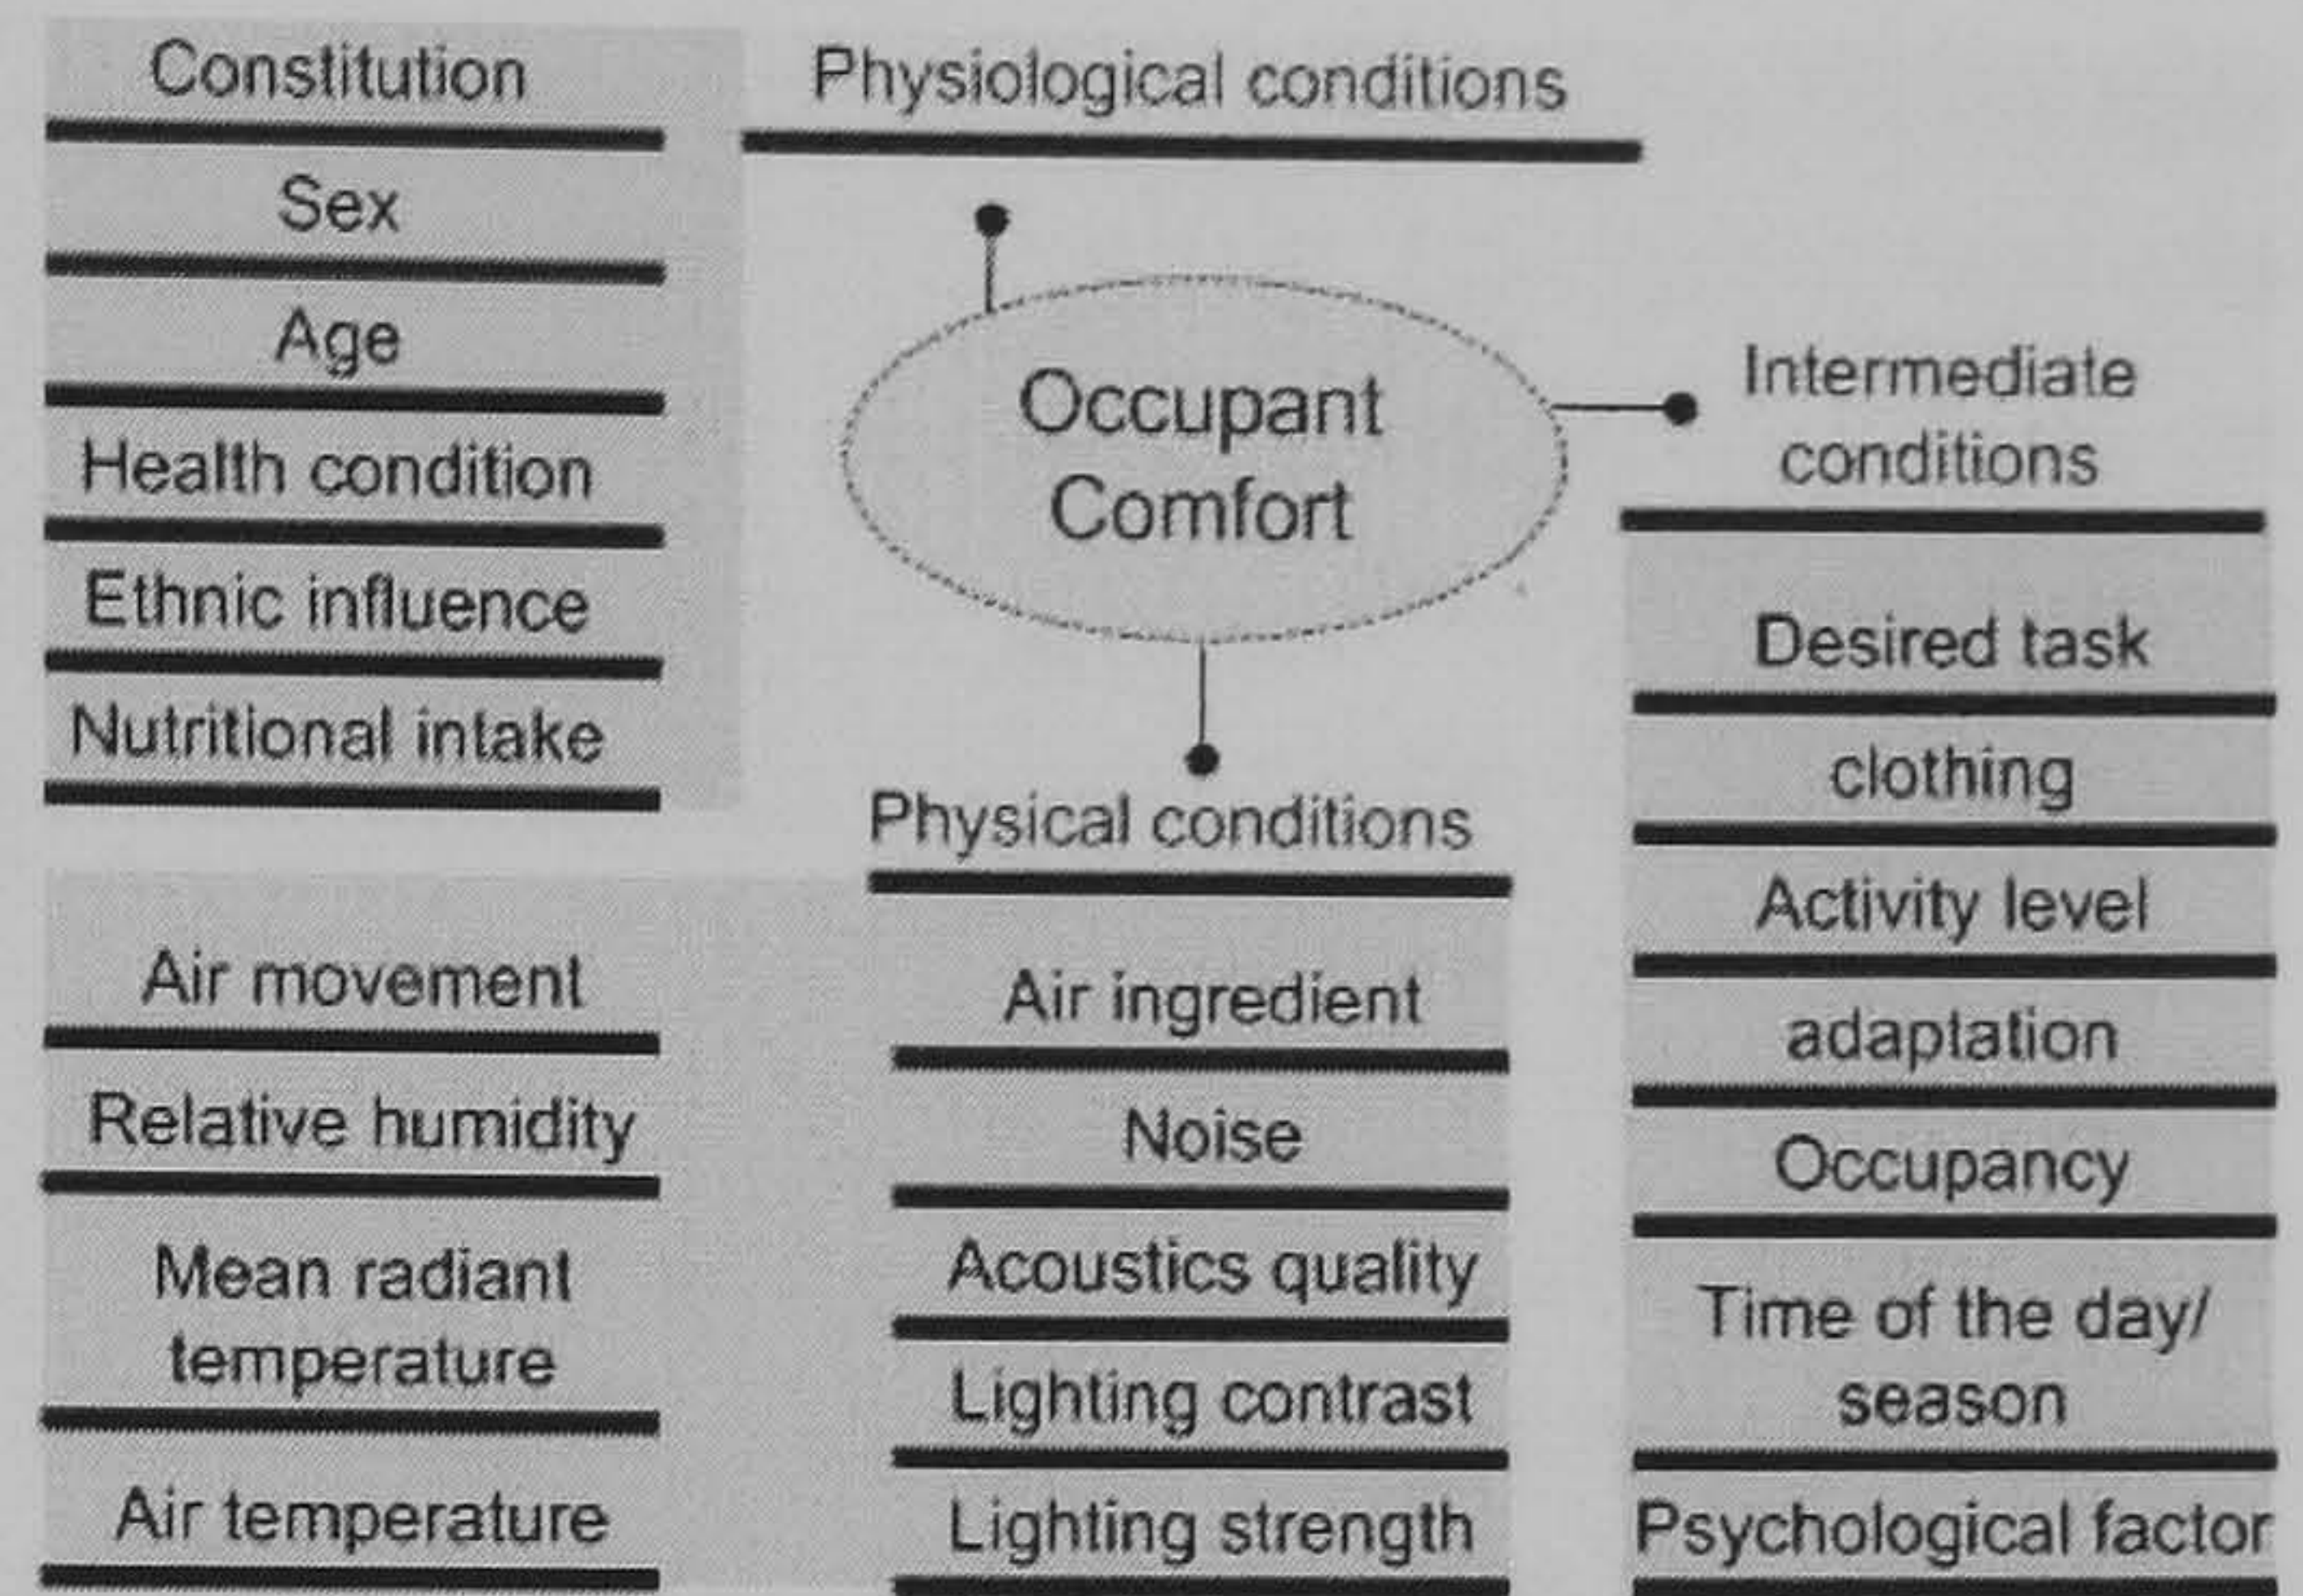 Constitution
Sex
Age
Health condition
Ethnic influence
Nutritional intake
Physiological conditions
Occupant
Comfort
Intermediate
conditions
Desired task
clothing
Activity level
adaptation
Occupancy
Time of the day/
season
Psychological factor
Physical conditions
Air movement
Relative humidity
Mean radiant
temperature
Air temperature
Air ingredient
Noise
Acoustics quality
Lighting contrast
Lighting strength